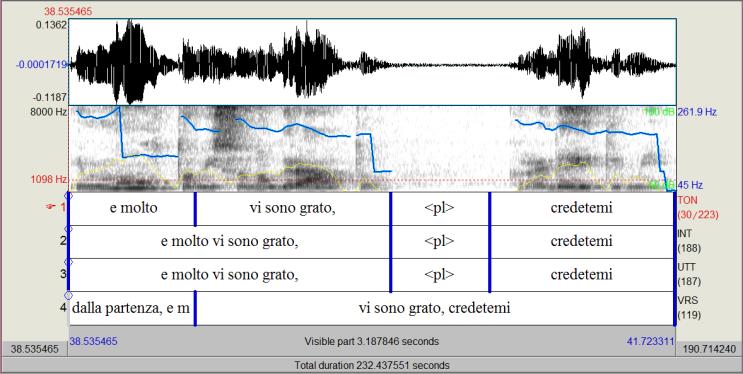 38.535465
0.1362
-0.0001719
-0.1187
8000 Hz
261.9 Hz
1098 Hz
45 Hz
1 e molto vi sono grato, <pl> credetemi TON (30/223)
2 e molto vi sono grato, <pl> credetemi INT (188)
3 e molto vi sono grato, <pl> credetemi UTT (187)
4 dalla partenza, e m vi sono grato, credetemi VRS (119)
38.535465 Visible part 3.187846 seconds 41.723311
38.535465 190.714240
Total duration 232.437551 seconds